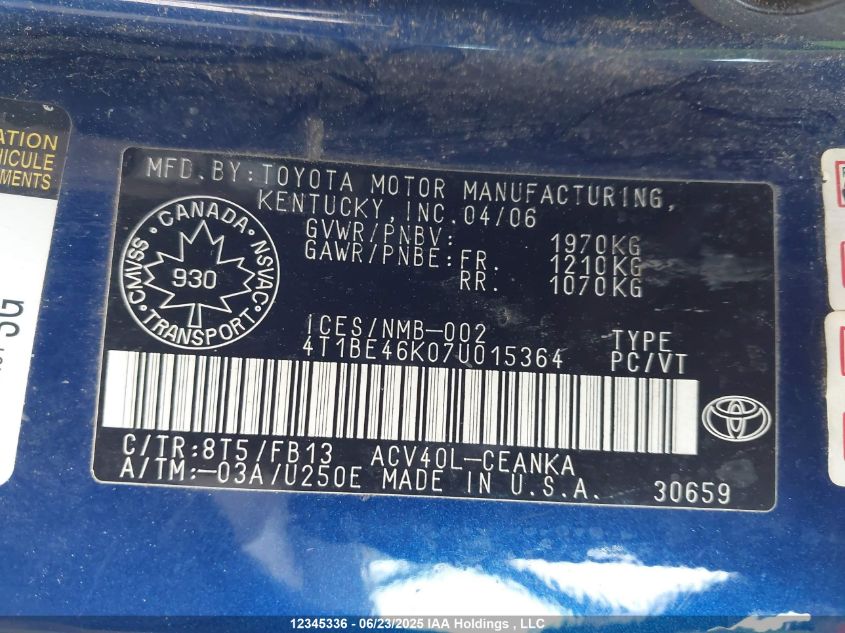 ATION
HICULE
EMENTS
5G
MFD.BY:TOYOTA MOTOR MANUFACTURING,
KENTUCKY,INC.04/06
GVWR/PNBV: 1970KG
GAWR/PNBE:FR. 1210KG
RR. 1070KG
CANADA
CMVSS NSVAC
930
TRANSPORT
ICES/NMB-002
4T1BE46K07U015364
TYPE
PC/VT
C/TR:8T5/FB13 ACV40L-CEANKA
A/TM:-03A/U250E MADE IN U.S.A. 30659
12345336 - 06/23/2025 IAA Holdings , LLC